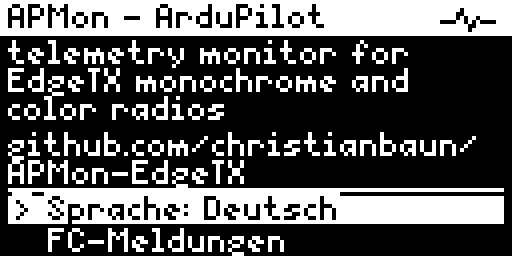 APMon - ArduPilot
telemetry monitor for
EdgeTX monochrome and
color radios
github.com/christianbaun/
APMon-EdgeTX
> Sprache: Deutsch
FC-Meldungen